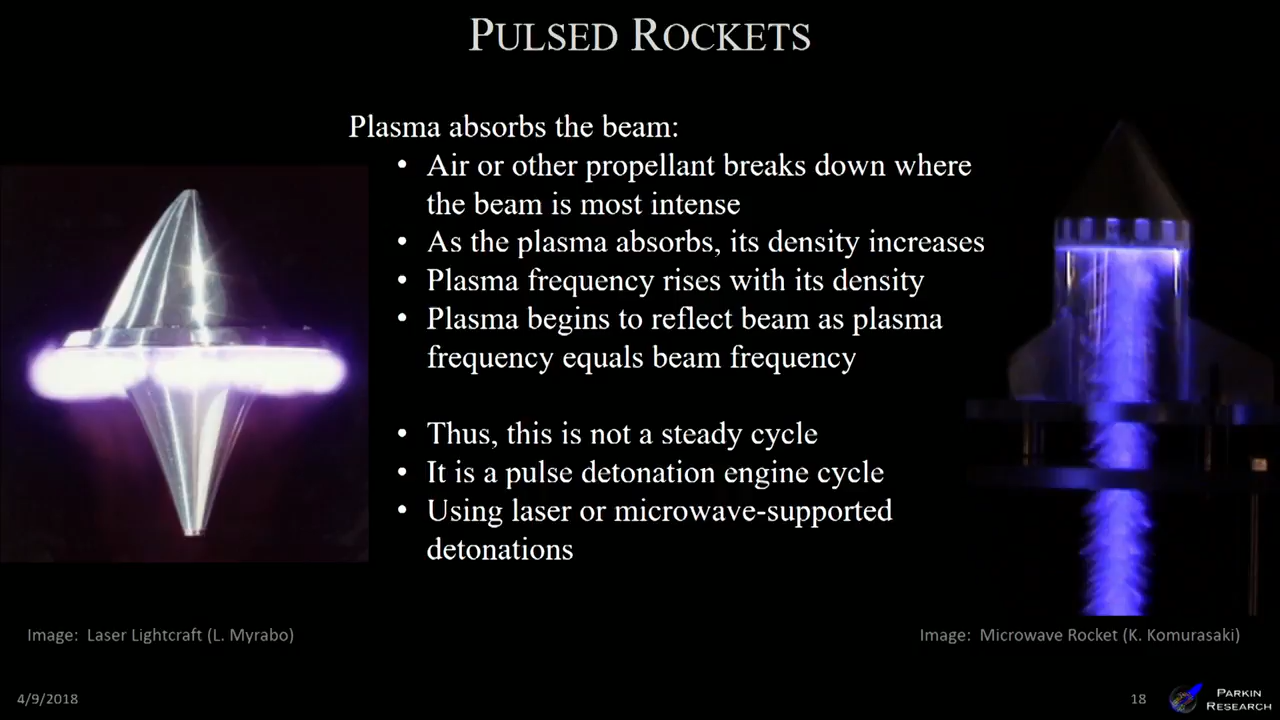 PULSED ROCKETS
Plasma absorbs the beam:
• Air or other propellant breaks down where
the beam is most intense
• As the plasma absorbs, its density increases
• Plasma frequency rises with its density
• Plasma begins to reflect beam as plasma
frequency equals beam frequency
• Thus, this is not a steady cycle
• It is a pulse detonation engine cycle
• Using laser or microwave-supported
detonations
Image: Laser Lightcraft (L. Myrabo)
Image: Microwave Rocket (K. Komurasaki)
4/9/2018
18
PARKIN
RESEARCH